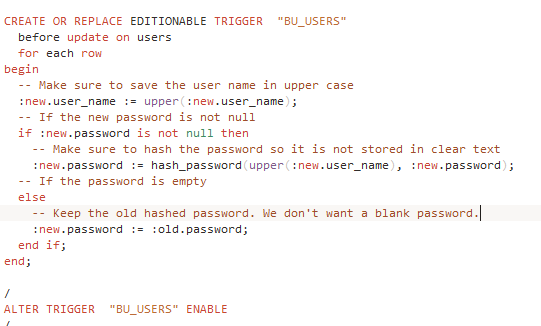 CREATE OR REPLACE EDITIONABLE TRIGGER  "BU_USERS"
  before update on users
  for each row
begin
  -- Make sure to save the user name in upper case
  :new.user_name := upper(:new.user_name);
  -- If the new password is not null
  if :new.password is not null then
    -- Make sure to hash the password so it is not stored in clear text
    :new.password := hash_password(upper(:new.user_name), :new.password);
  -- If the password is empty
  else
    -- Keep the old hashed password. We don't want a blank password.
    :new.password := :old.password;
  end if;
end;
/
ALTER TRIGGER  "BU_USERS" ENABLE
/